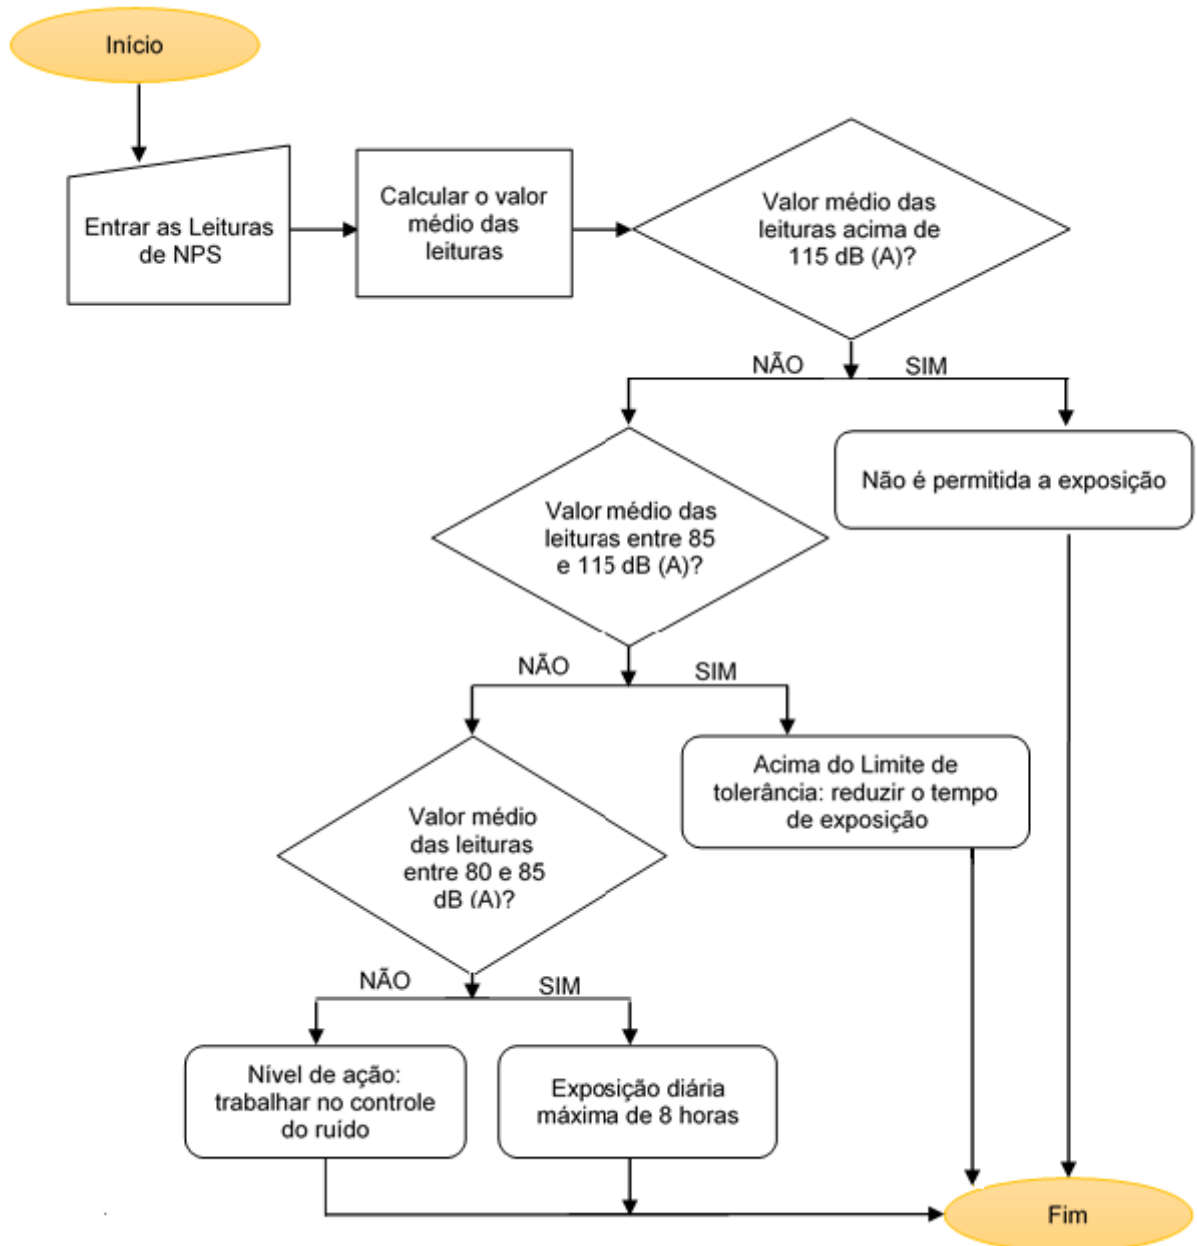 Início
Entrar as Leituras
de NPS
Calcular o valor
médio das
leituras
Valor médio das
leituras acima de
115 dB (A)?
NÃO
SIM
Não é permitida a exposição
Valor médio das
leituras entre 85
e 115 dB (A)?
NÃO
SIM
Acima do Limite de
tolerância: reduzir o tempo
de exposição
Valor médio
das leituras
entre 80 e 85
dB (A)?
NÃO
SIM
Nível de ação:
trabalhar no controle
do ruído
Exposição diária
máxima de 8 horas
Fim